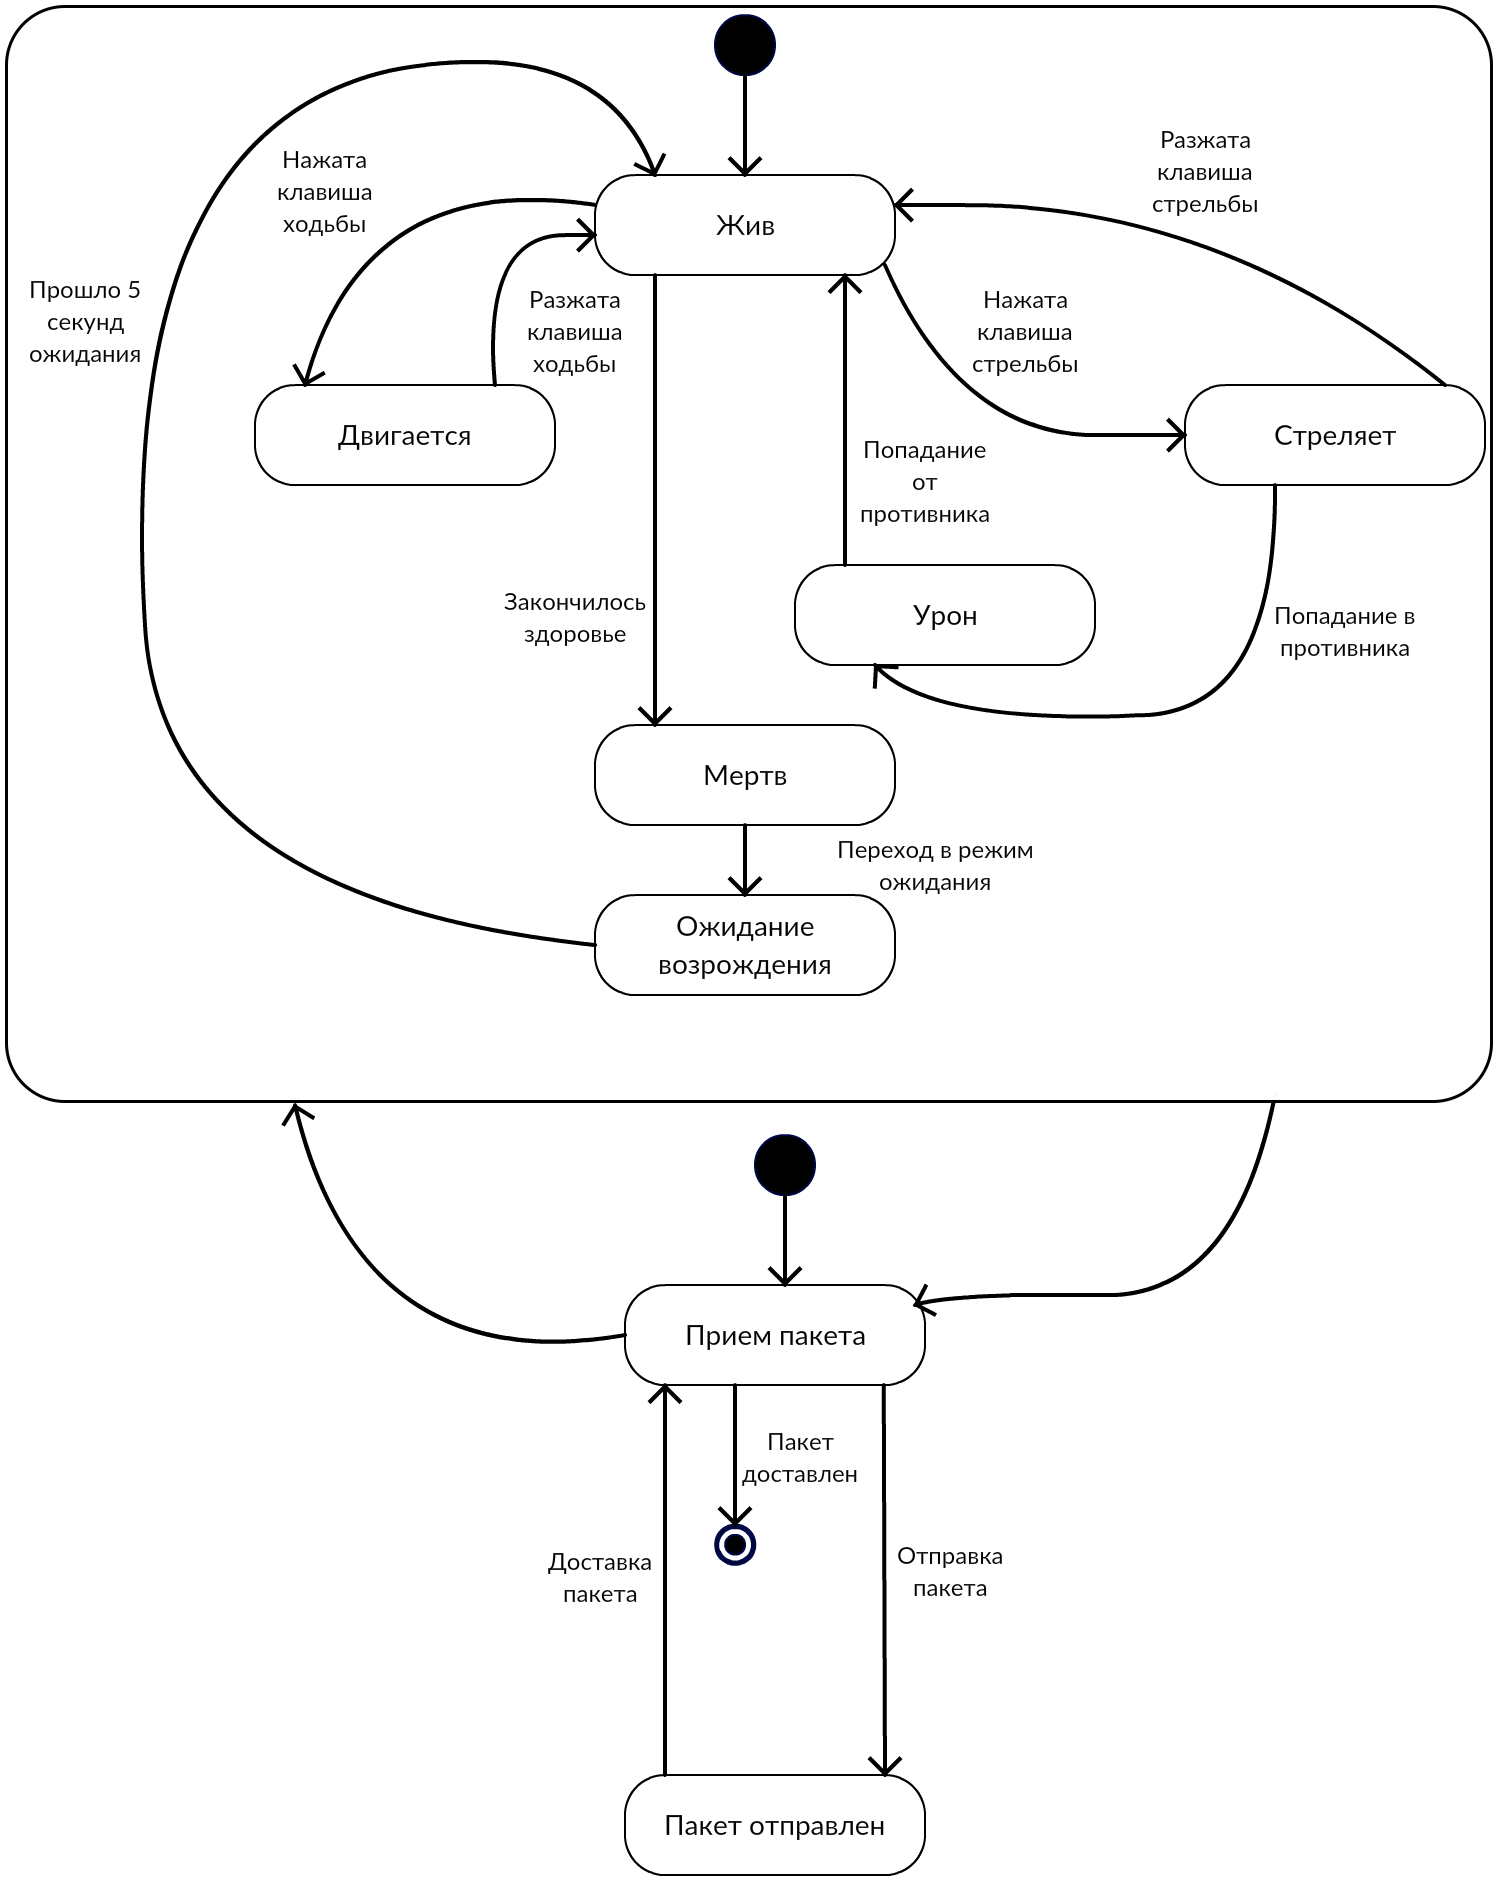 Жив
Нажата
клавиша
ходьбы
Разжата
клавиша
стрельбы
Прошло 5
секунд
ожидания
Разжата
клавиша
ходьбы
Нажата
клавиша
стрельбы
Двигается
Стреляет
Попадание
от
противника
Закончилось
здоровье
Урон
Попадание в
противника
Мертв
Переход в режим
ожидания
Ожидание
возрождения
Прием пакета
Пакет
доставлен
Доставка
пакета
Отправка
пакета
Пакет отправлен